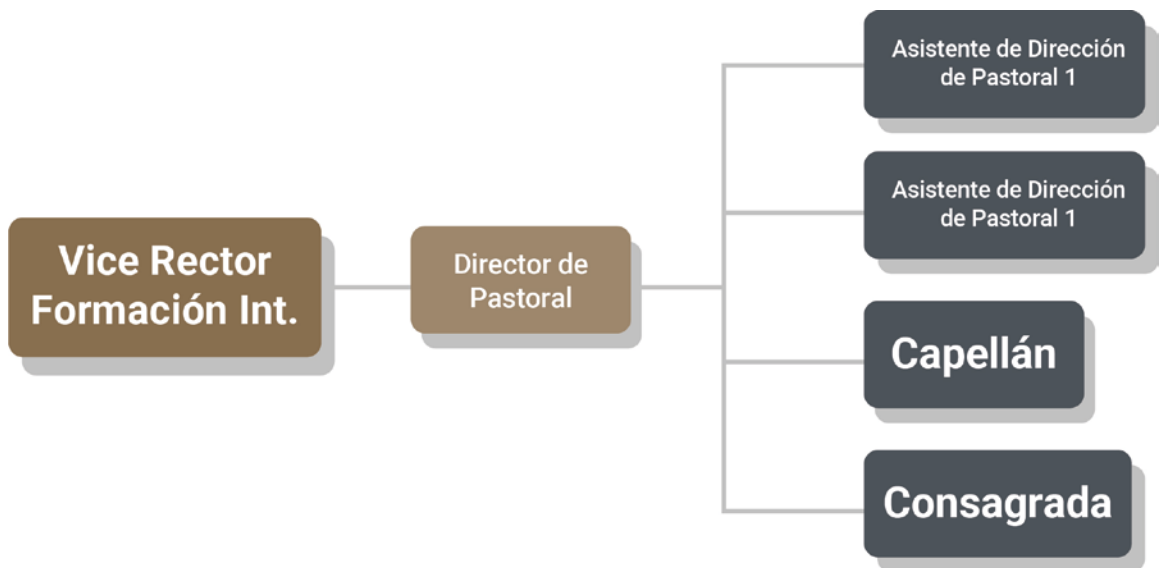 Vice Rector
Formación Int.
Director de
Pastoral
Asistente de Dirección
de Pastoral 1
Asistente de Dirección
de Pastoral 1
Capellán
Consagrada